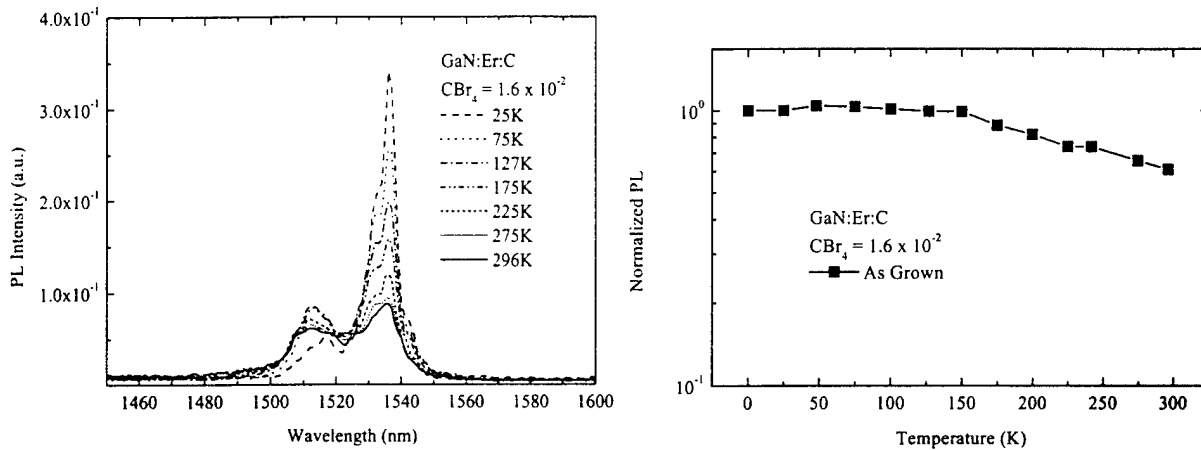 4.0x10⁻¹
3.0x10⁻¹
2.0x10⁻¹
1.0x10⁻¹
PL Intensity (a.u.)
GaN:Er:C
CBr₄ = 1.6 x 10⁻²
25K
75K
127K
175K
225K
275K
296K
1460 1480 1500 1520 1540 1560 1580 1600
Wavelength (nm)
10⁰
10⁻¹
Normalized PL
GaN:Er:C
CBr₄ = 1.6 x 10⁻²
As Grown
0 50 100 150 200 250 300
Temperature (K)